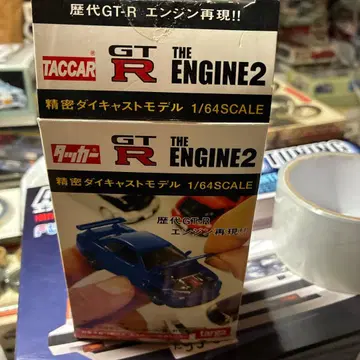 歴代GT-R エンジン再現!!
TACCAR
GT
R
THE
ENGINE2
精密ダイキャストモデル 1/64SCALE
タッカー
GT
R
THE
ENGINE2
精密ダイキャストモデル 1/64SCALE
歴代GT-R
エンジン再現!!
targa